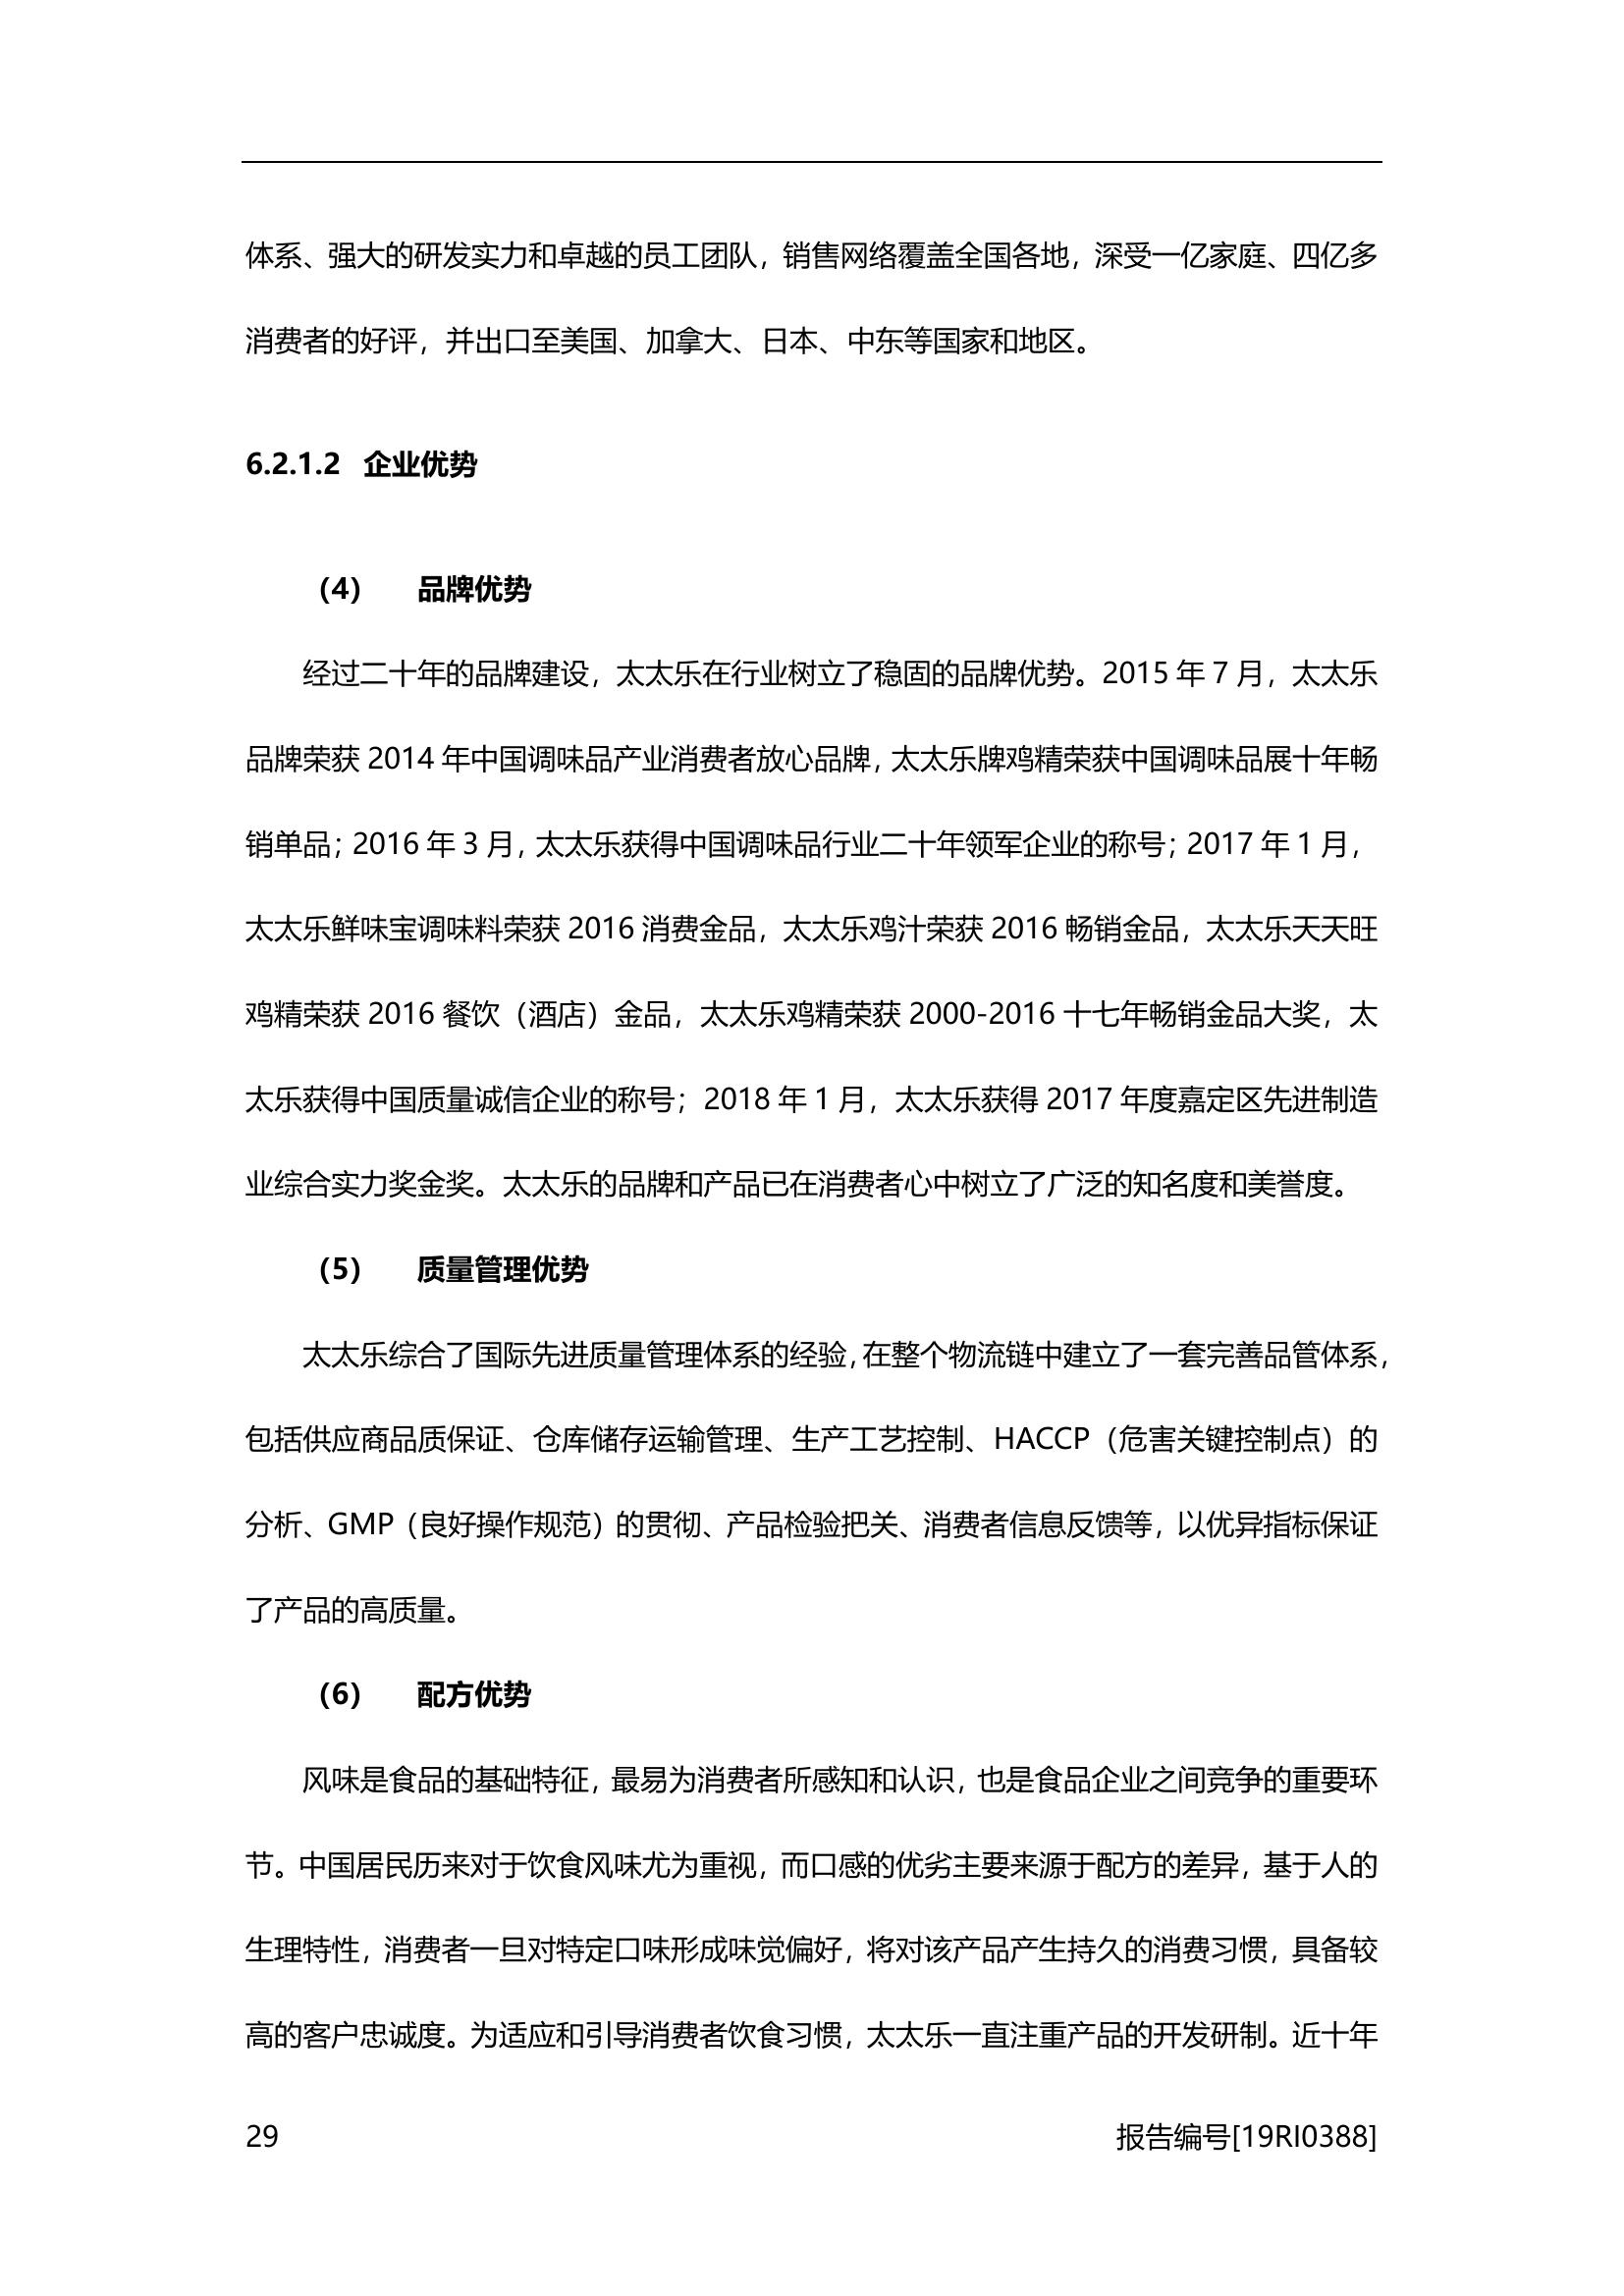 体系、强大的研发实力和卓越的员工团队，销售网络覆盖全国各地，深受一亿家庭、四亿多
消费者的好评，并出口至美国、加拿大、日本、中东等国家和地区。
6.2.1.2 企业优势
（4） 品牌优势
经过二十年的品牌建设，太太乐在行业树立了稳固的品牌优势。2015 年 7 月，太太乐
品牌荣获 2014 年中国调味品产业消费者放心品牌，太太乐牌鸡精荣获中国调味品展十年畅
销单品；2016 年 3 月，太太乐获得中国调味品行业二十年领军企业的称号；2017 年 1 月，
太太乐鲜味宝调味料荣获 2016 消费金品，太太乐鸡汁荣获 2016 畅销金品，太太乐天天旺
鸡精荣获 2016 餐饮（酒店）金品，太太乐鸡精荣获 2000-2016 十七年畅销金品大奖，太
太乐获得中国质量诚信企业的称号；2018 年 1 月，太太乐获得 2017 年度嘉定区先进制造
业综合实力奖金奖。太太乐的品牌和产品已在消费者心中树立了广泛的知名度和美誉度。
（5） 质量管理优势
太太乐综合了国际先进质量管理体系的经验，在整个物流链中建立了一套完善品管体系，
包括供应商品质保证、仓库储存运输管理、生产工艺控制、HACCP（危害关键控制点）的
分析、GMP（良好操作规范）的贯彻、产品检验把关、消费者信息反馈等，以优异指标保证
了产品的高质量。
（6） 配方优势
风味是食品的基础特征，最易为消费者所感知和认识，也是食品企业之间竞争的重要环
节。中国居民历来对于饮食风味尤为重视，而口感的优劣主要来源于配方的差异，基于人的
生理特性，消费者一旦对特定口味形成味觉偏好，将对该产品产生持久的消费习惯，具备较
高的客户忠诚度。为适应和引导消费者饮食习惯，太太乐一直注重产品的开发研制。近十年
29 报告编号[19RI0388]